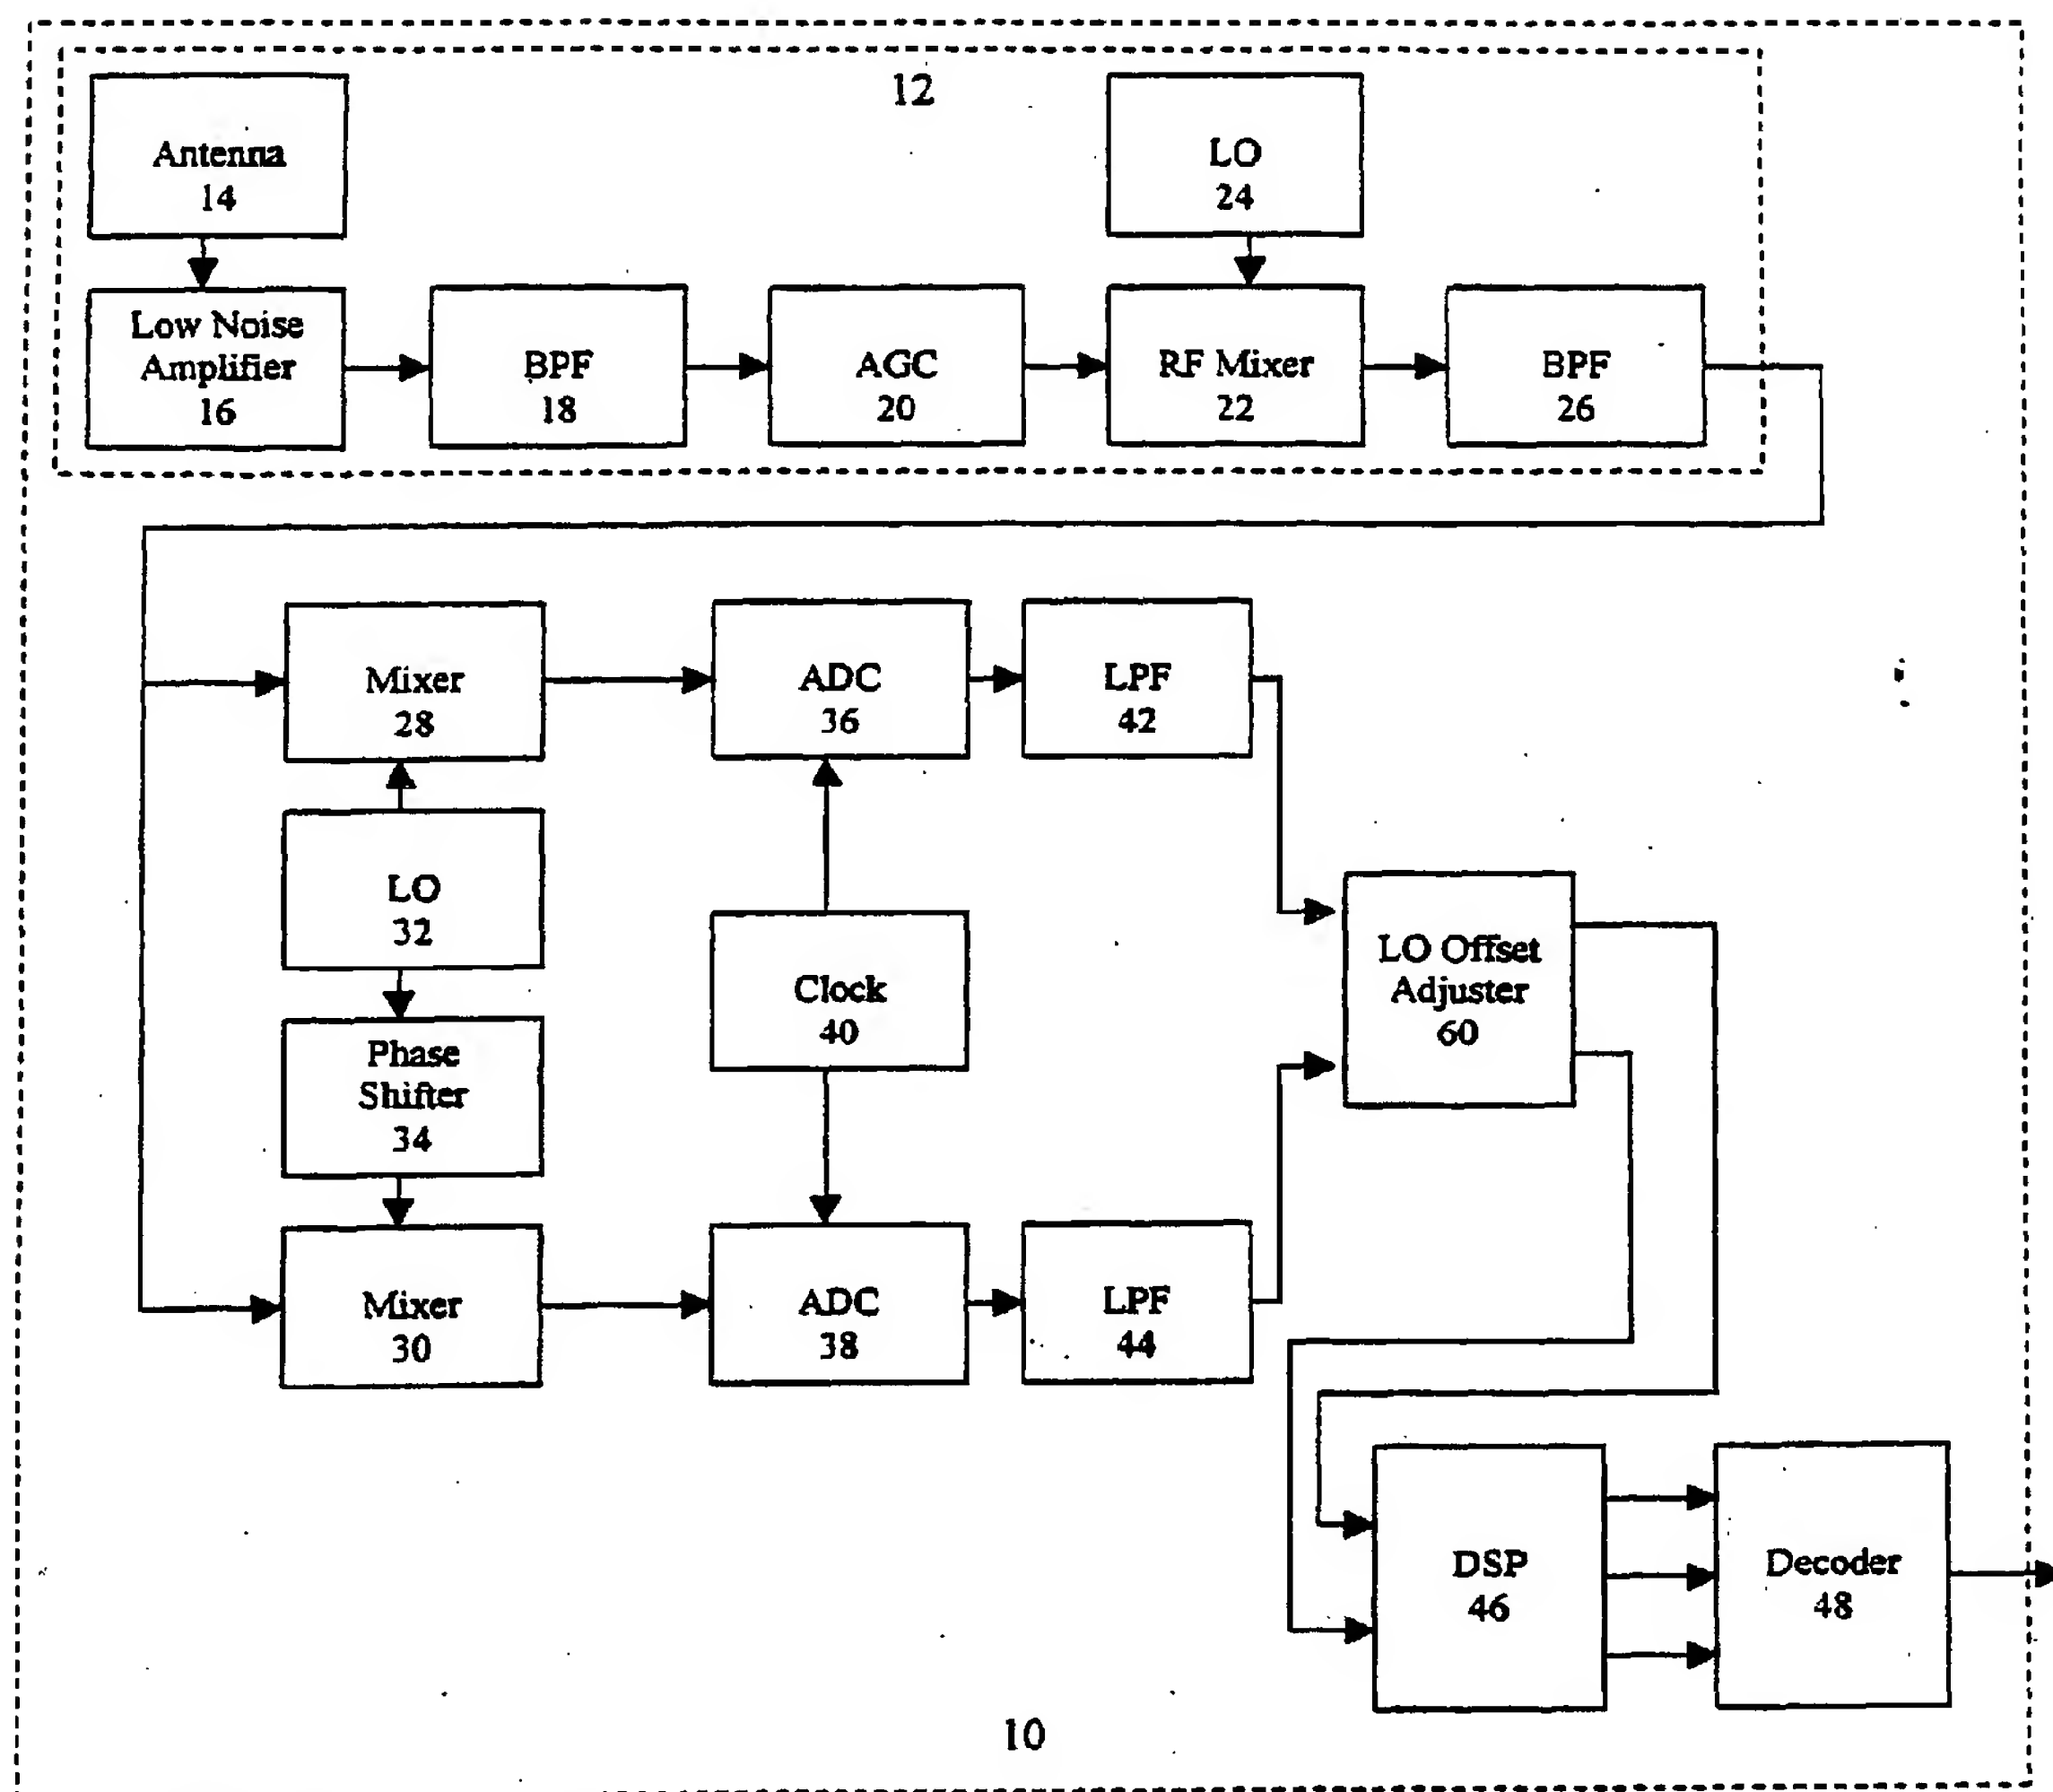 12
Antenna
14
LO
24
Low Noise
Amplifier
16
BPF
18
AGC
20
RF Mixer
22
BPF
26
Mixer
28
ADC
36
LPF
42
LO
32
Clock
40
LO Offset
Adjuster
60
Phase
Shifter
34
Mixer
30
ADC
38
LPF
44
DSP
46
Decoder
48
10